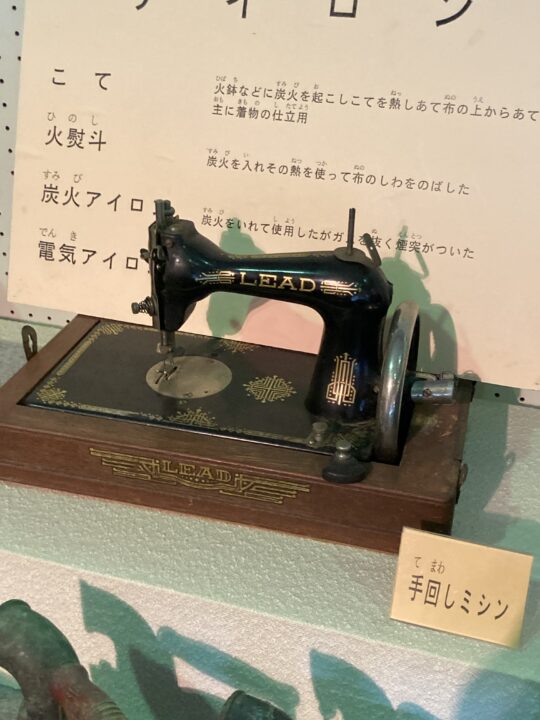 アイロン
こて
火鉢などに炭火を起こしこてを熱しあて布の上からあて
主に着物の仕立用
火熨斗
炭火を入れその熱を使って布のしわをのばした
炭火アイロ
炭火をいれて使用したがガ
抜く煙突がついた
電気アイロ
LEAD
LEAD
手回しミシン